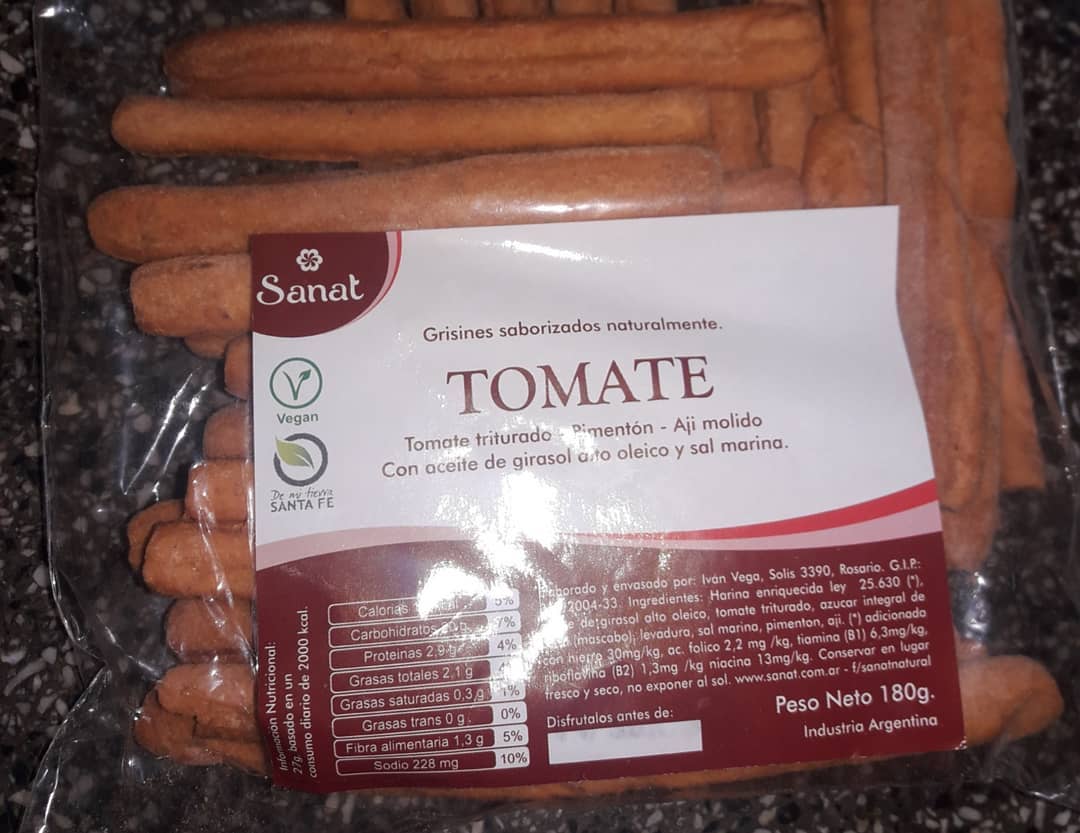 Sanat
Grisines saborizados naturalmente.
TOMATE
Tomate triturado - Pimentón - Aji molido
Con aceite de girasol alto oleico y sal marina.
Vegan
De mi tierra
SANTA FE
Información Nutricional:
27g. basado en un
consumo diario de 2000 kcal.
Calorias 5%
Carbohidratos 7%
Proteinas 2,9 g 4%
Grasas totales 2,1 g
Grasas saturadas 0,3 g 1%
Grasas trans 0 g. 0%
Fibra alimentaria 1,3 g 5%
Sodio 228 mg 10%
y envasado por: Iván Vega, Solis 3390, Rosario. G.I.P.:
2004-33. Ingredientes: Harina enriquecida ley 25.630 (*),
de girasol alto oleico, tomate triturado, azucar integral de
(mascabo), levadura, sal marina, pimenton, aji. (*) adicionado
con hierro 30mg/kg, ac. folico 2,2 mg /kg, tiamina (B1) 6,3mg/kg,
riboflavina (B2) 1,3mg /kg niacina 13mg/kg. Conservar en lugar
fresco y seco, no exponer al sol. www.sanat.com.ar - f/sanatnatural
Disfrutalos antes de:
Peso Neto 180g.
Industria Argentina